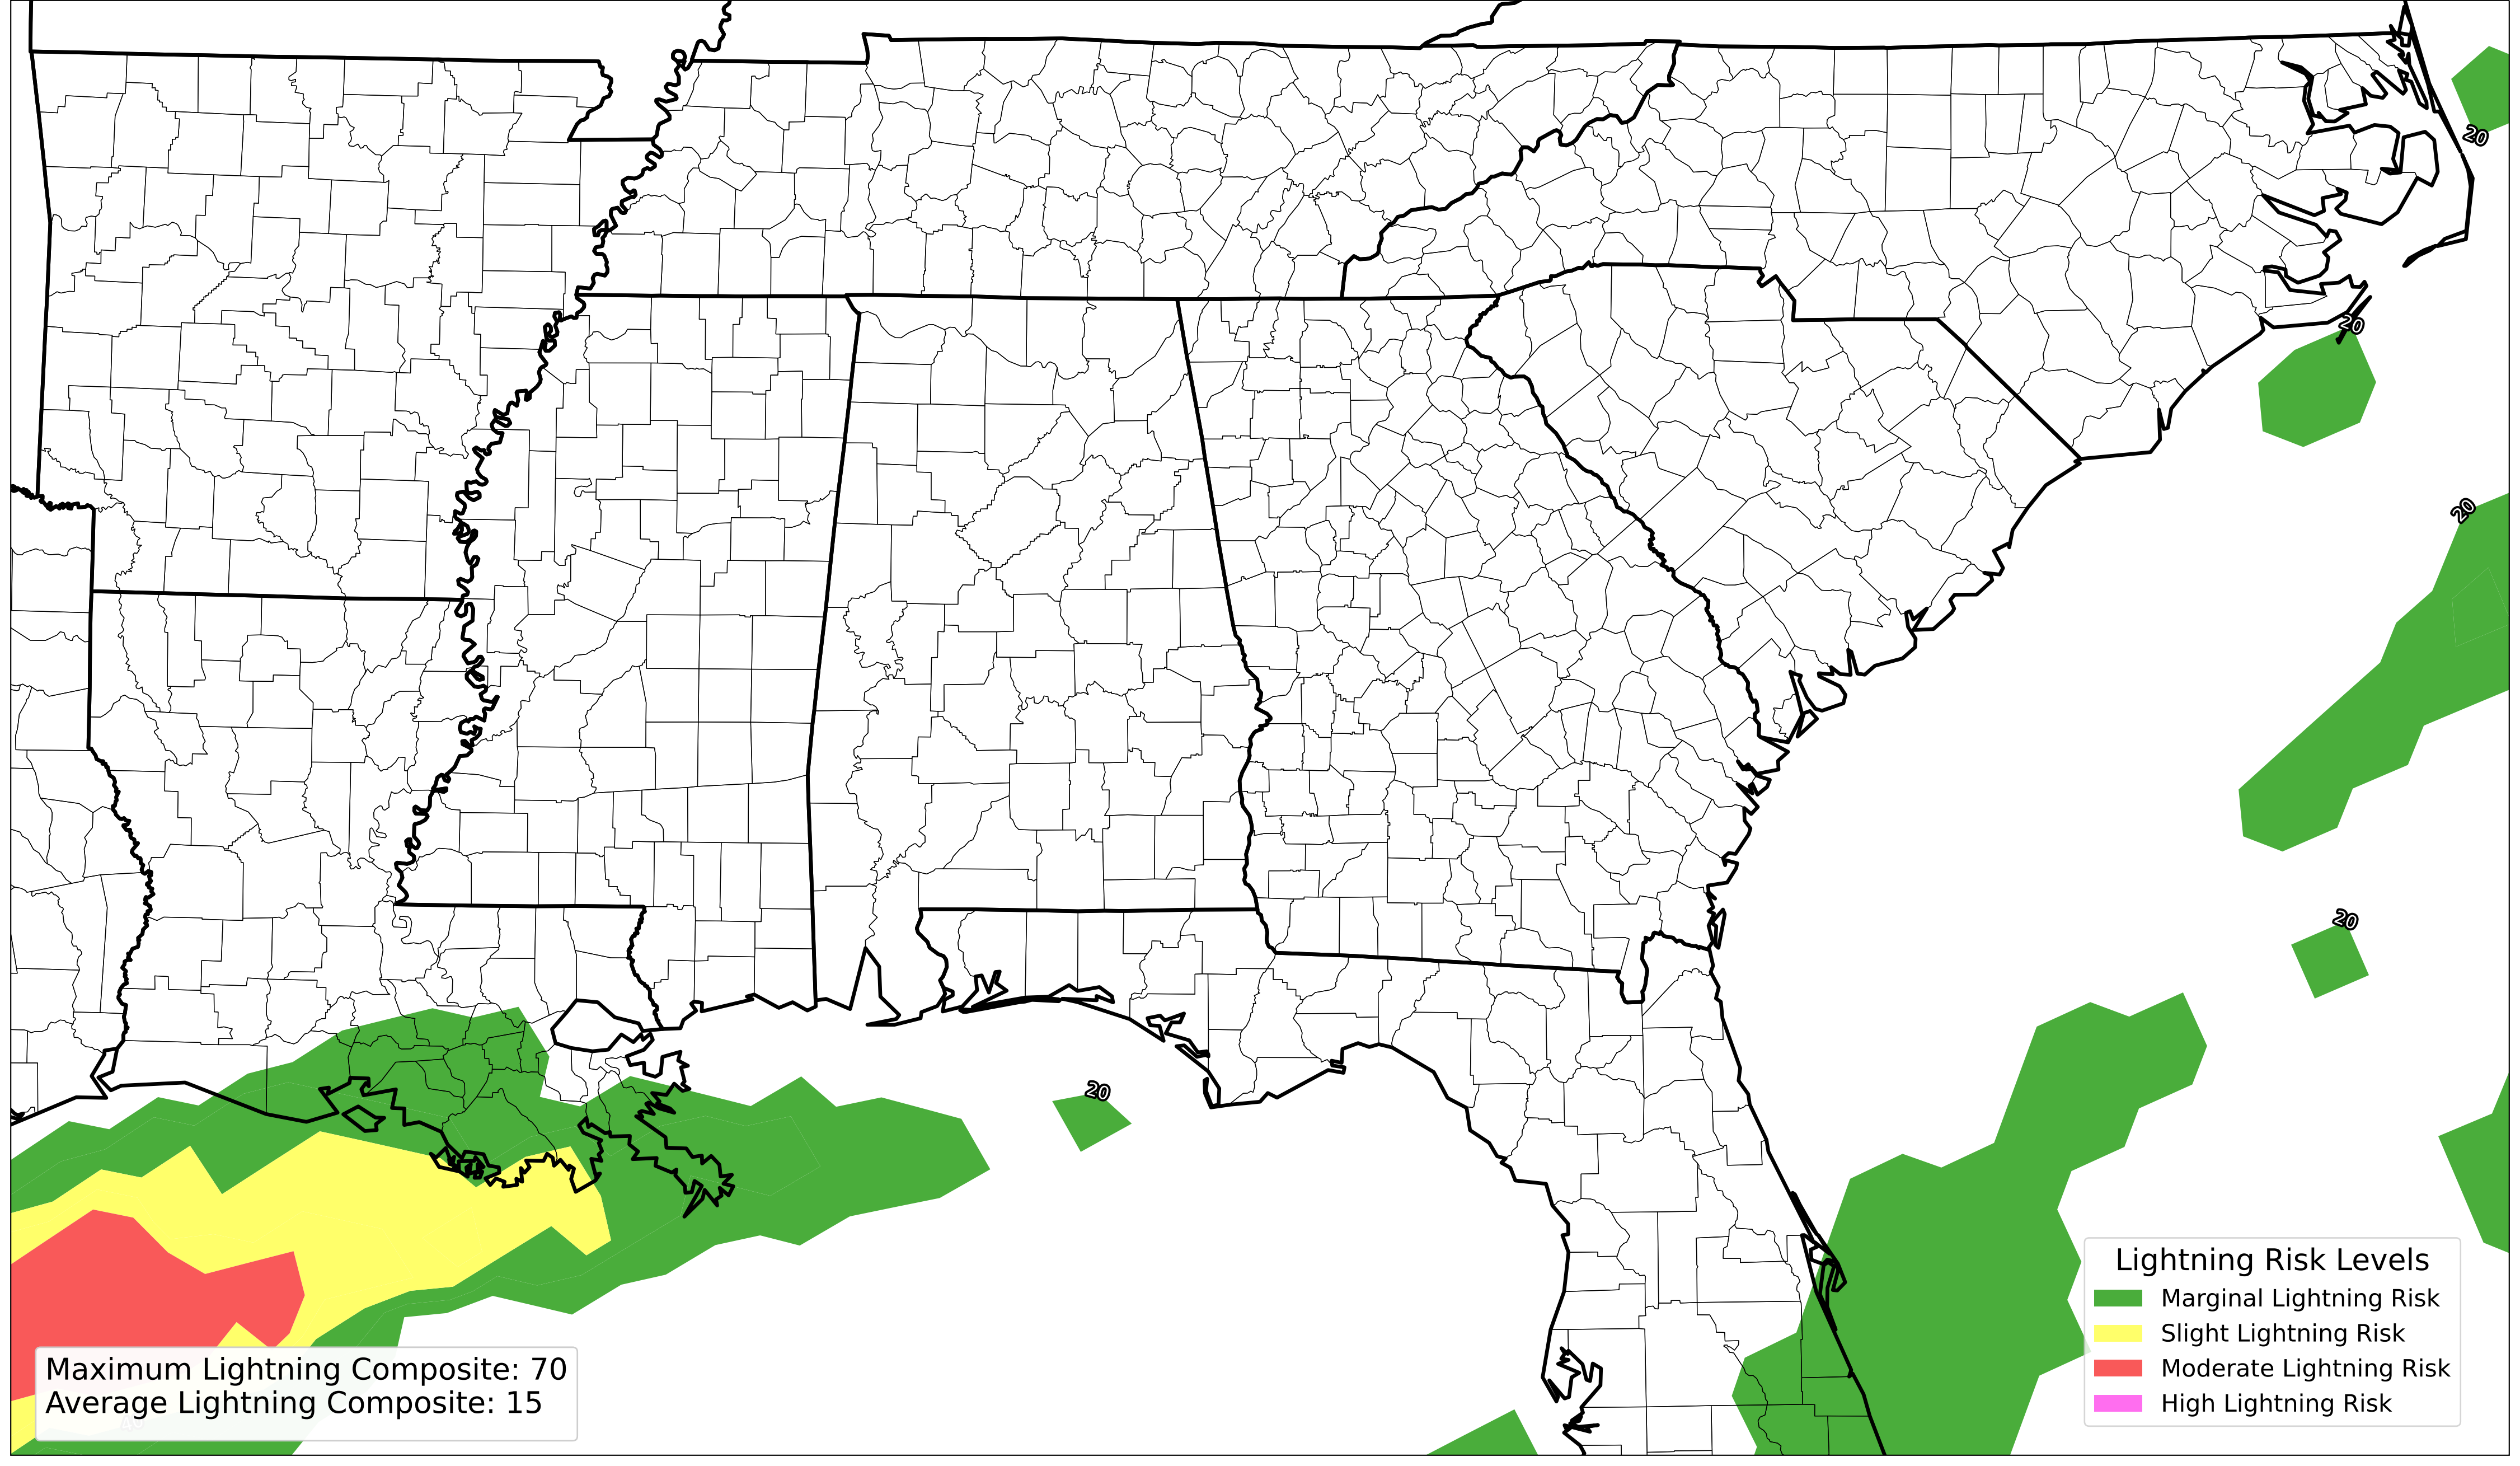 20
20
20
20
20
Lightning Risk Levels
Marginal Lightning Risk
Slight Lightning Risk
Moderate Lightning Risk
High Lightning Risk
Maximum Lightning Composite: 70
Average Lightning Composite: 15